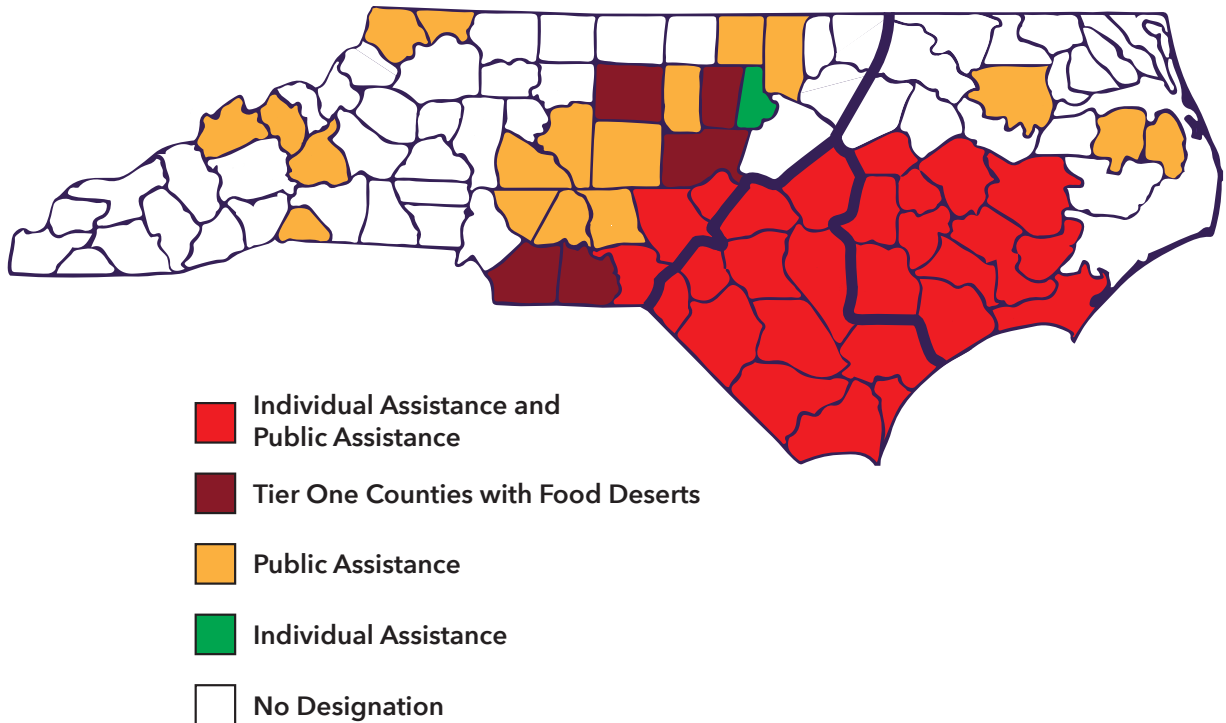 Individual Assistance and
Public Assistance
Tier One Counties with Food Deserts
Public Assistance
Individual Assistance
No Designation